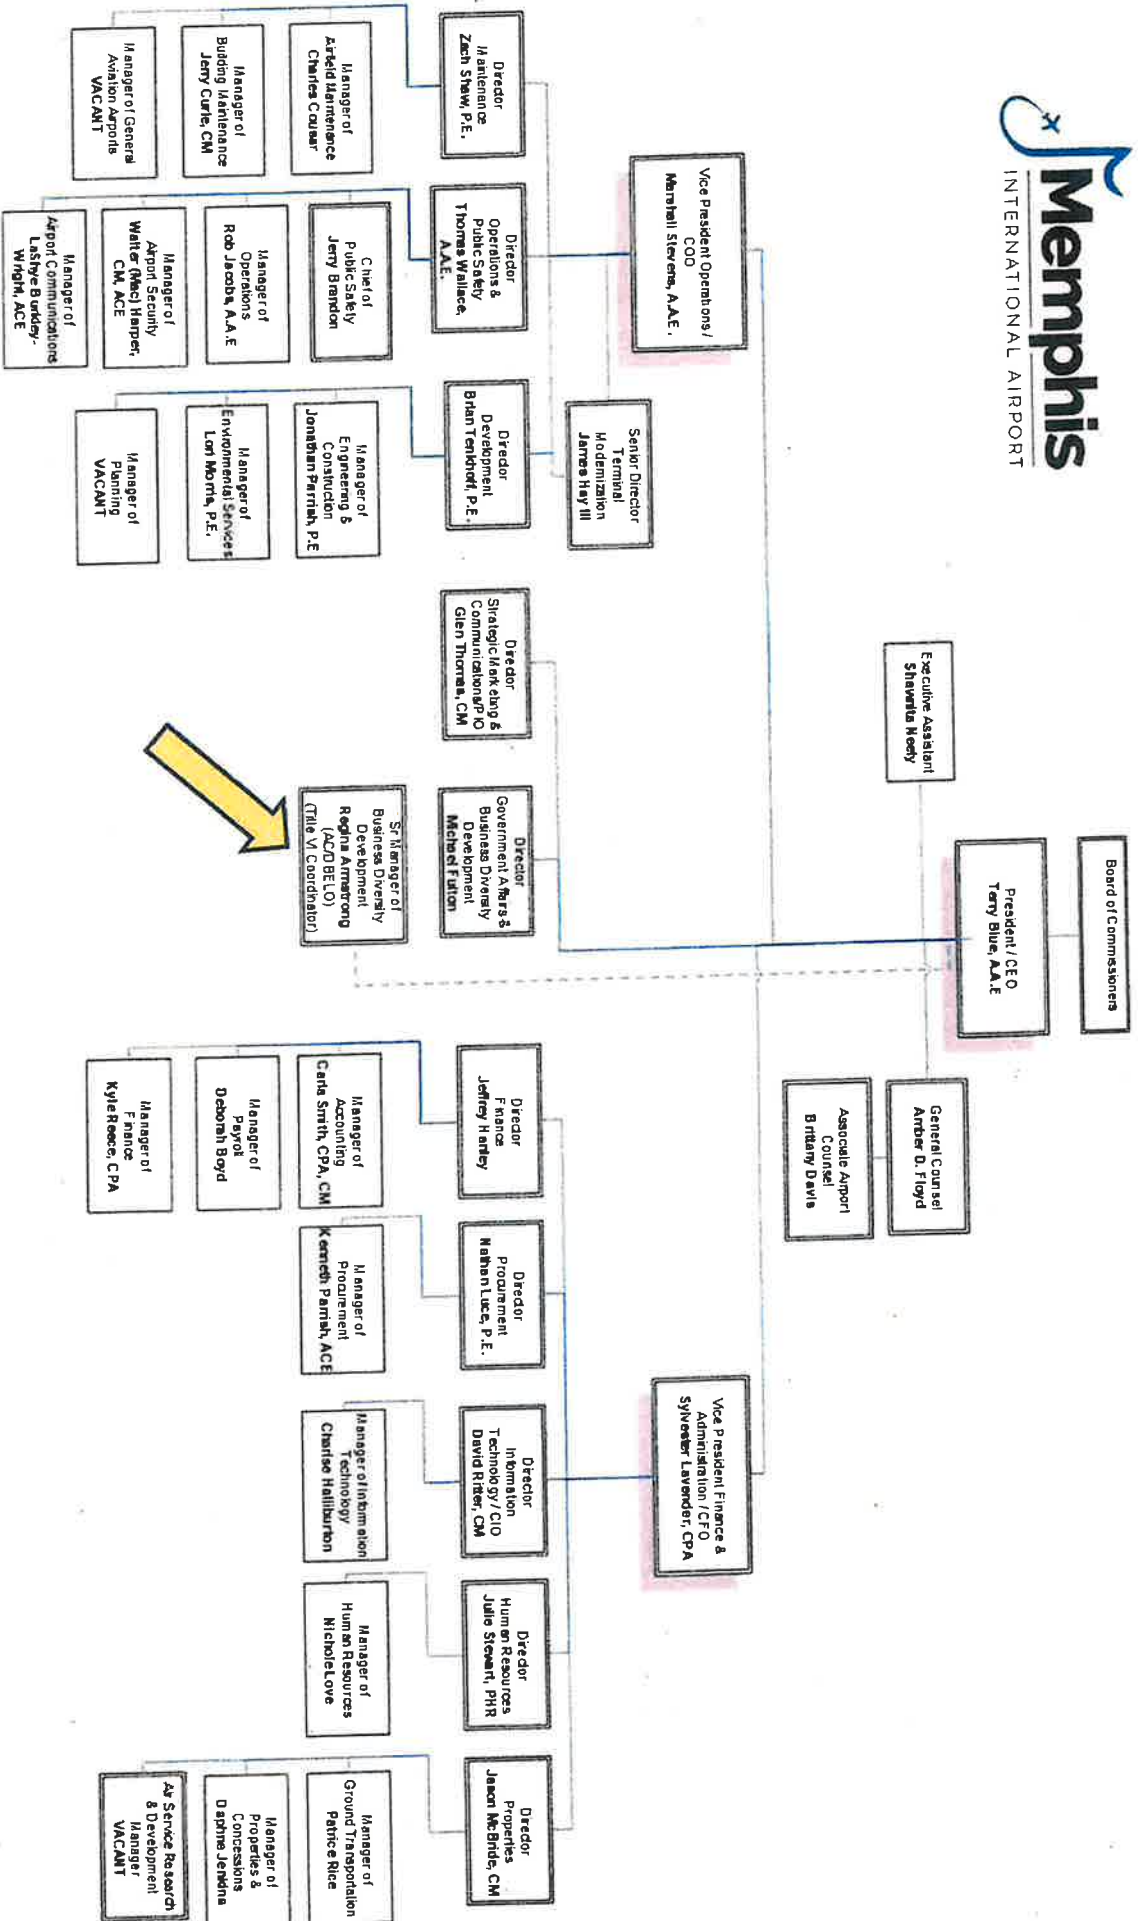 Memphis
INTERNATIONAL AIRPORT
Board of Commissioners
President / CEO
Terry Blue, A.A.E
Executive Assistant
Shawnita Neely
General Counsel
Amber D. Floyd
Associate Airport
Counsel
Brittany Davis
Vice President Operations /
COO
Marshall Stevens, A.A.E.
Vice President Finance &
Administration / CFO
Sylvester Lavender, CPA
Senior Director
Terminal
Modernization
James Hay III
Director
Maintenance
Zach Shaw, P.E.
Director
Operations &
Public Safety
Thomas Wallace,
A.A.E.
Director
Development
Brian Tenkhoff, P.E.
Director
Strategic Marketing &
Communications/PIO
Glen Thomas, CM
Director
Government Affairs &
Business Diversity
Development
Michael Fulton
Director
Finance
Jeffrey Hanley
Director
Procurement
Nathan Luce, P.E.
Director
Information
Technology / CIO
David Ritter, CM
Director
Human Resources
Julie Stewart, PHR
Director
Properties
Jason McBride, CM
Manager of
Airfield Maintenance
Charles Couser
Manager of
Building Maintenance
Jerry Curle, CM
Manager of General
Aviation Airports
VACANT
Chief of
Public Safety
Jerry Brandon
Manager of
Operations
Rob Jacobs, A.A.E
Manager of
Airport Security
Walter (Mac) Harper,
CM, ACE
Manager of
Airport Communications
LaShye Burkley-
Wright, ACE
Manager of
Engineering &
Construction
Jonathan Parrish, P.E
Manager of
Environmental Services
Lori Morris, P.E.
Manager of
Planning
VACANT
Sr Manager of
Business Diversity
Development
Regina Armstrong
(AC/DBELO)
(Title VI Coordinator)
Manager of
Accounting
Carla Smith, CPA, CM
Manager of
Payroll
Deborah Boyd
Manager of
Finance
Kyle Reece, CPA
Manager of
Procurement
Kenneth Parrish, ACE
Manager of Information
Technology
Charlse Halliburton
Manager of
Human Resources
Nichole Love
Manager of
Ground Transportation
Patrice Rice
Manager of
Properties &
Concessions
Daphne Jenkins
Air Service Research
& Development
Manager
VACANT